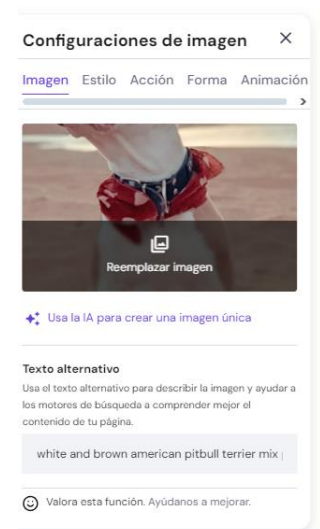 Configuraciones de imagen
Imagen Estilo Acción Forma Animación
Reemplazar imagen
Usa la IA para crear una imagen única
Texto alternativo
Usa el texto alternativo para describir la imagen y ayudar a
los motores de búsqueda a comprender mejor el
contenido de tu página.
white and brown american pitbull terrier mix
Valora esta función. Ayúdanos a mejorar.